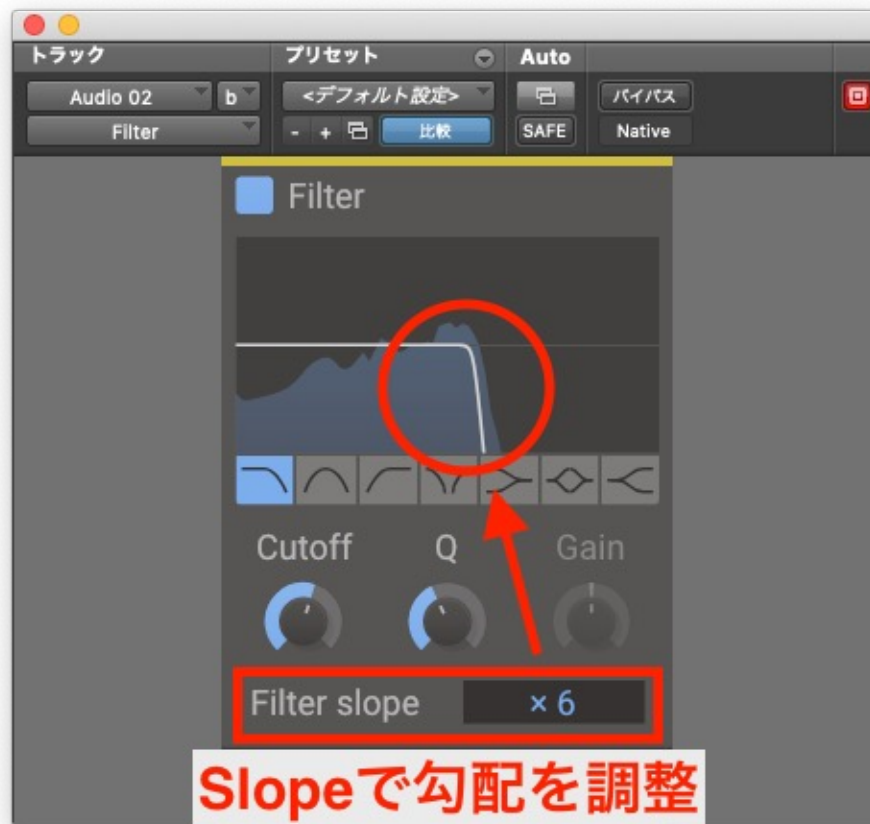 トラック
プリセット
Auto
Audio 02
b
<デフォルト設定>
バイパス
Filter
- +
比較
SAFE
Native
Filter
Cutoff
Q
Gain
Filter slope
× 6
Slopeで勾配を調整